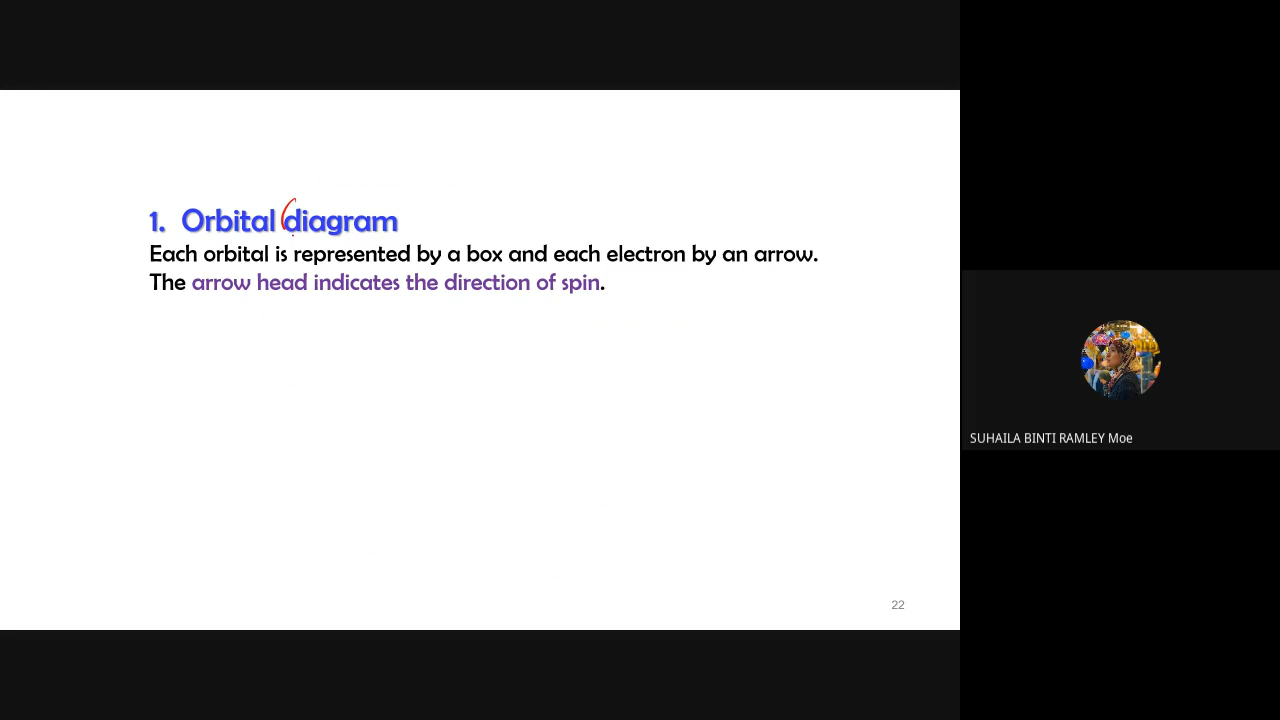 1. Orbital diagram
Each orbital is represented by a box and each electron by an arrow.
The arrow head indicates the direction of spin.
22
SUHAILA BINTI RAMLEY Moe